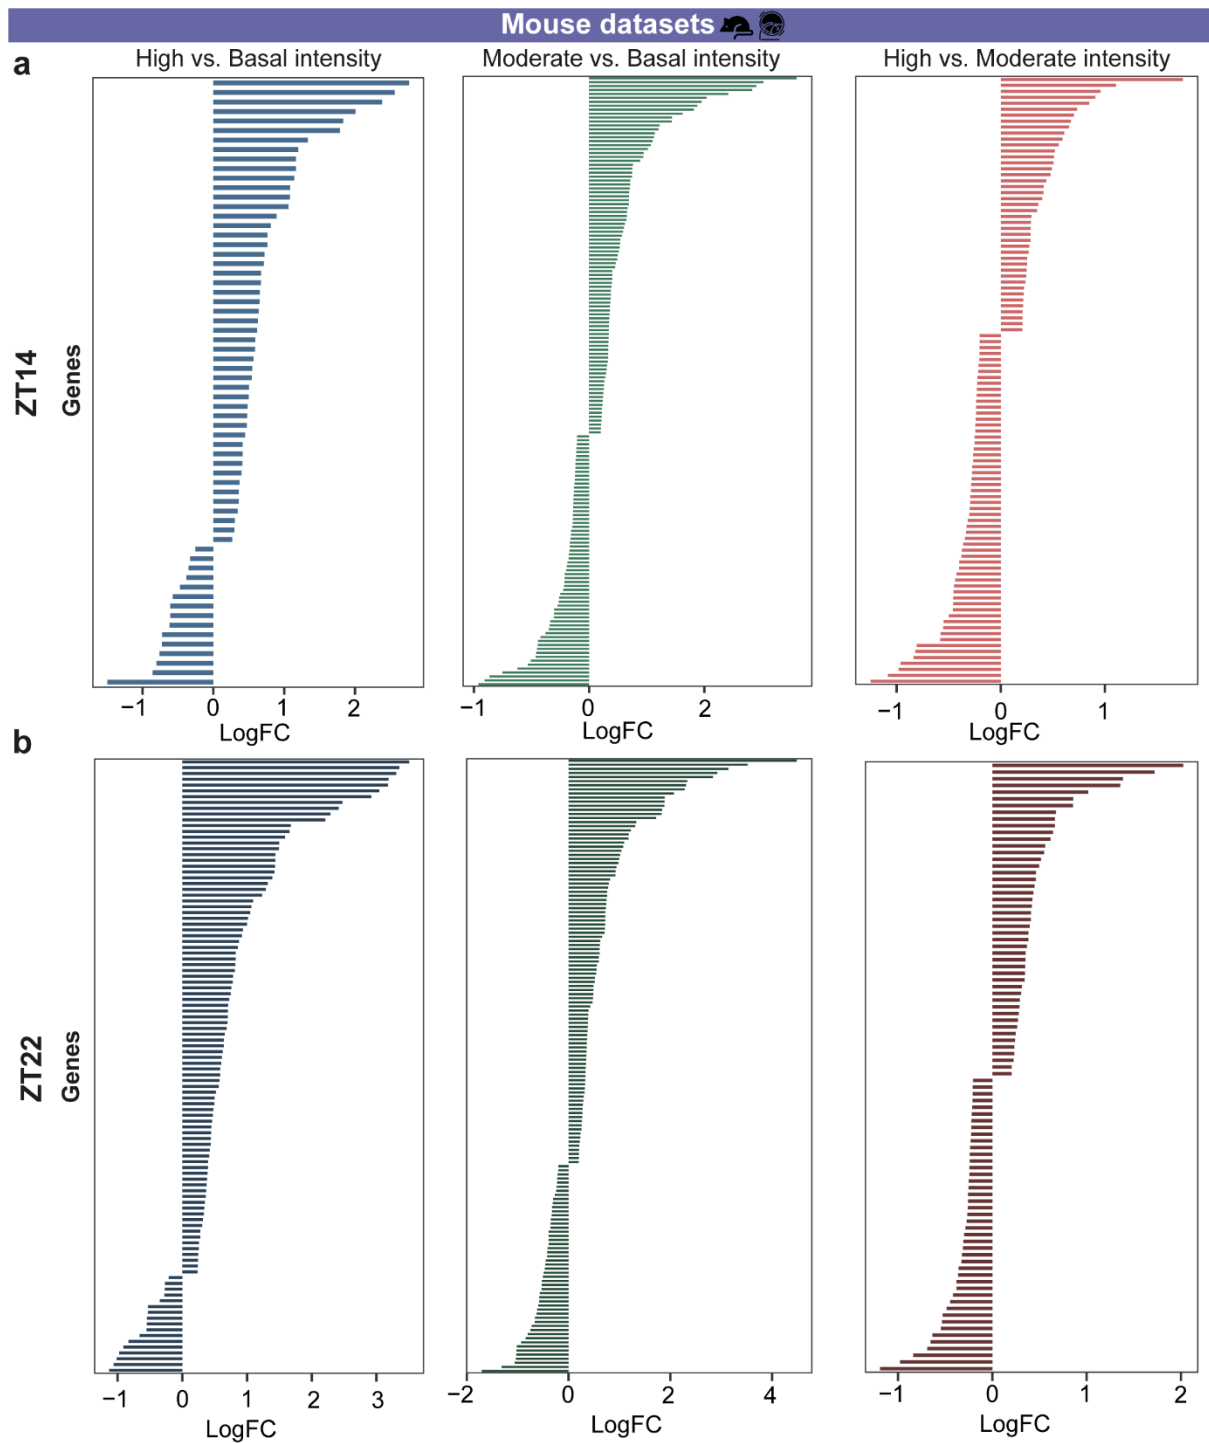 Mouse datasets
a
High vs. Basal intensity
Moderate vs. Basal intensity
High vs. Moderate intensity
ZT14
Genes
−1 0 1 2
−1 0 2
−1 0 1
LogFC
LogFC
LogFC
b
ZT22
Genes
−1 0 1 2 3
−2 0 2 4
−1 0 1 2
LogFC
LogFC
LogFC